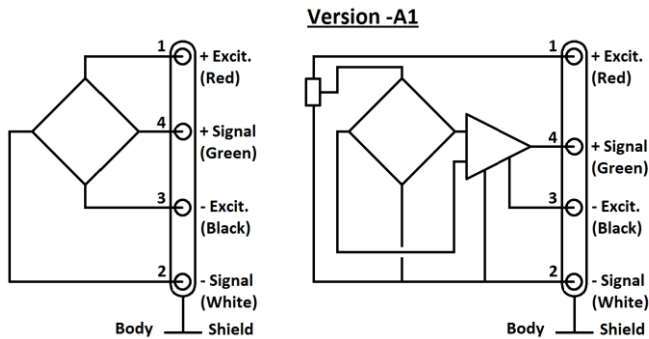 Version -A1
1
+ Excit.
(Red)
4
+ Signal
(Green)
3
- Excit.
(Black)
2
- Signal
(White)
Body
Shield
1
+ Excit.
(Red)
4
+ Signal
(Green)
3
- Excit.
(Black)
2
- Signal
(White)
Body
Shield